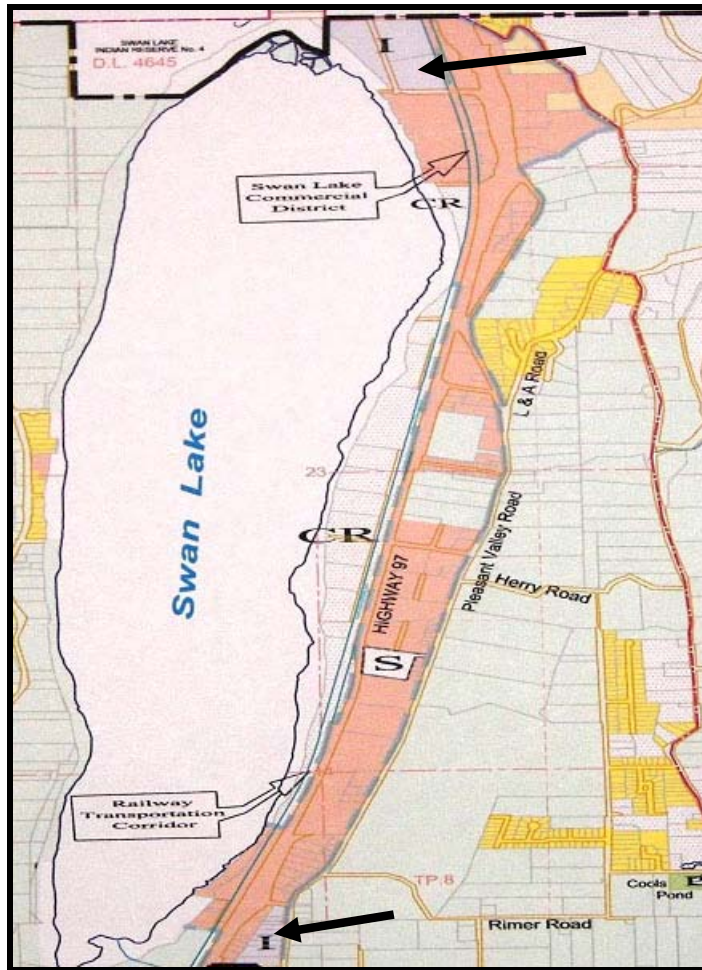 SWAN LAKE
INDIAN RESERVE No. 4
D.L. 4645
I
Swan Lake
Commercial
District
CR
L & A Road
Swan Lake
23
CR
HIGHWAY 97
Pleasant Valley Road
Herry Road
S
Railway
Transportation
Corridor
TP.8
Cools
Pond
Rimer Road
I